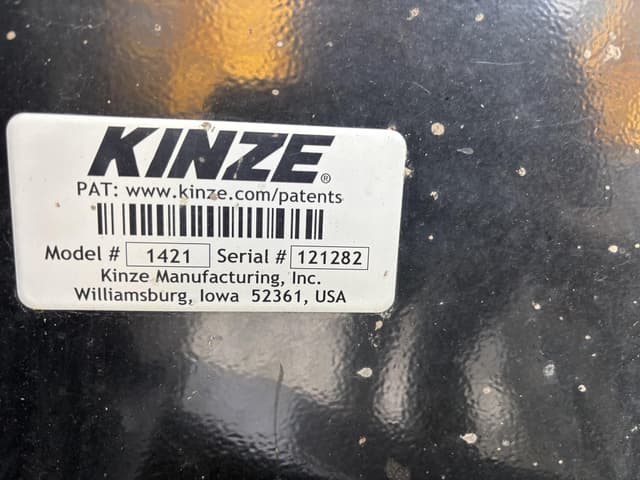 KINZE®
PAT: www.kinze.com/patents
Model # 1421 Serial # 121282
Kinze Manufacturing, Inc.
Williamsburg, Iowa 52361, USA